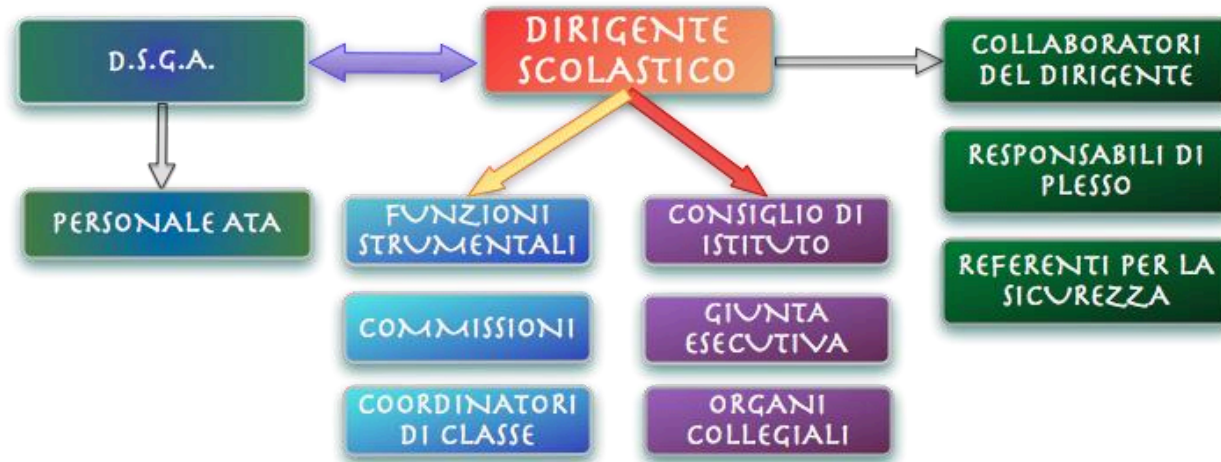 D.S.G.A.
DIRIGENTE
SCOLASTICO
COLLABORATORI
DEL DIRIGENTE
PERSONALE ATA
FUNZIONI
STRUMENTALI
CONSIGLIO DI
ISTITUTO
RESPONSABILI DI
PLESSO
COMMISSIONI
GIUNTA
ESECUTIVA
REFERENTI PER LA
SICUREZZA
COORDINATORI
DI CLASSE
ORGANI
COLLEGIALI